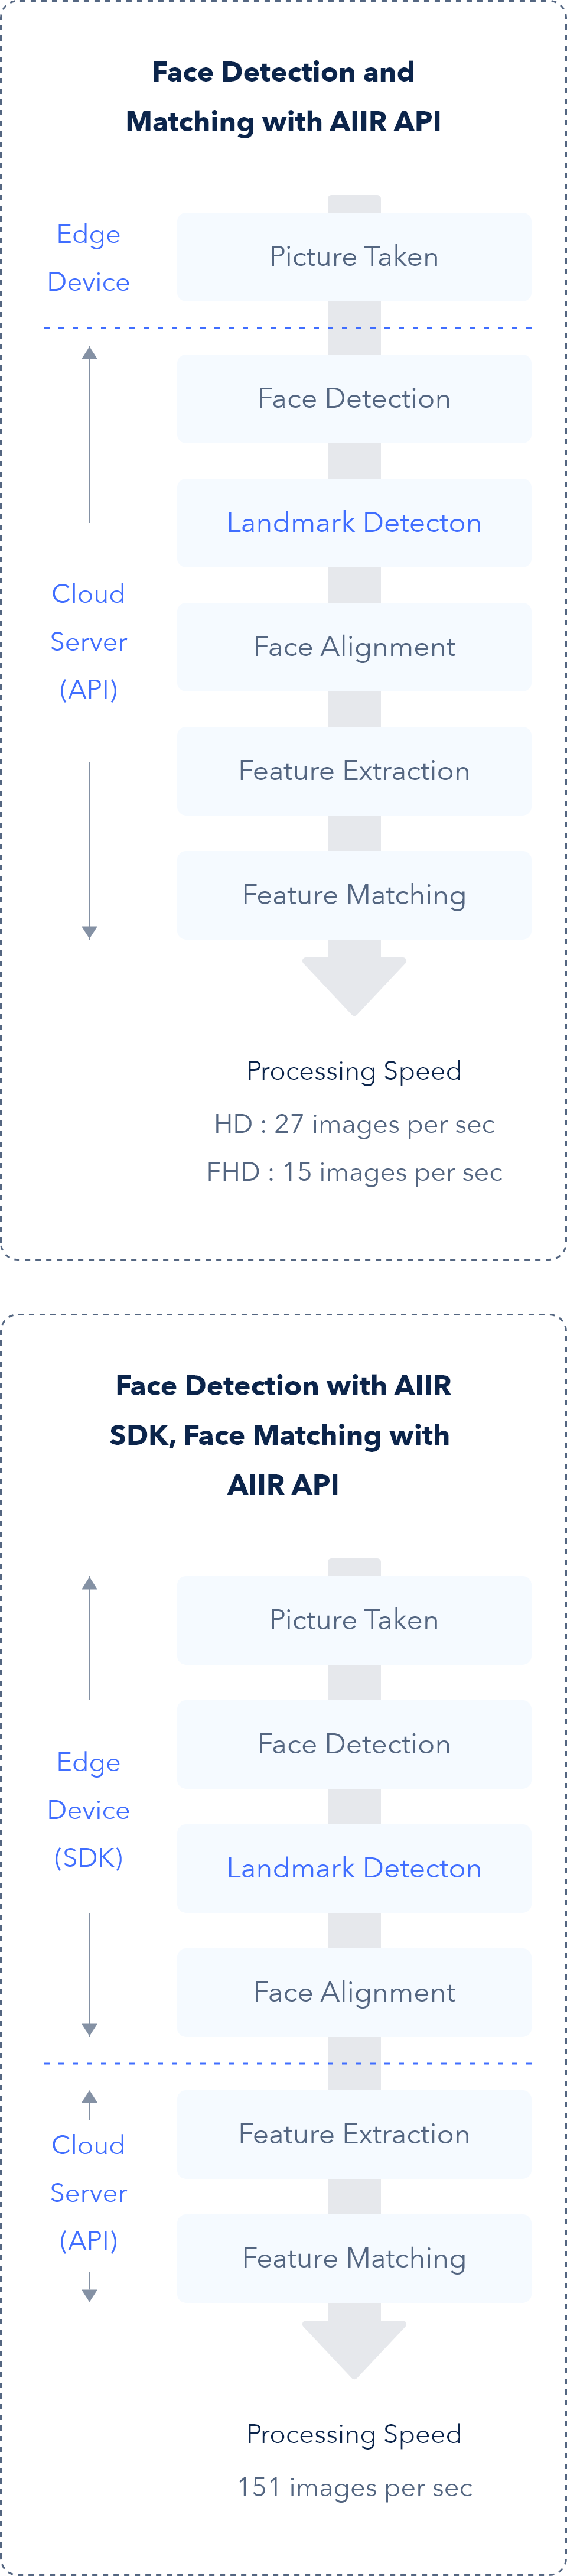 Face Detection and
Matching with AIIR API
Edge
Device
Picture Taken
Face Detection
Landmark Detecton
Cloud
Server
(API)
Face Alignment
Feature Extraction
Feature Matching
Processing Speed
HD : 27 images per sec
FHD : 15 images per sec
Face Detection with AIIR
SDK, Face Matching with
AIIR API
Picture Taken
Face Detection
Edge
Device
(SDK)
Landmark Detecton
Face Alignment
Cloud
Server
(API)
Feature Extraction
Feature Matching
Processing Speed
151 images per sec